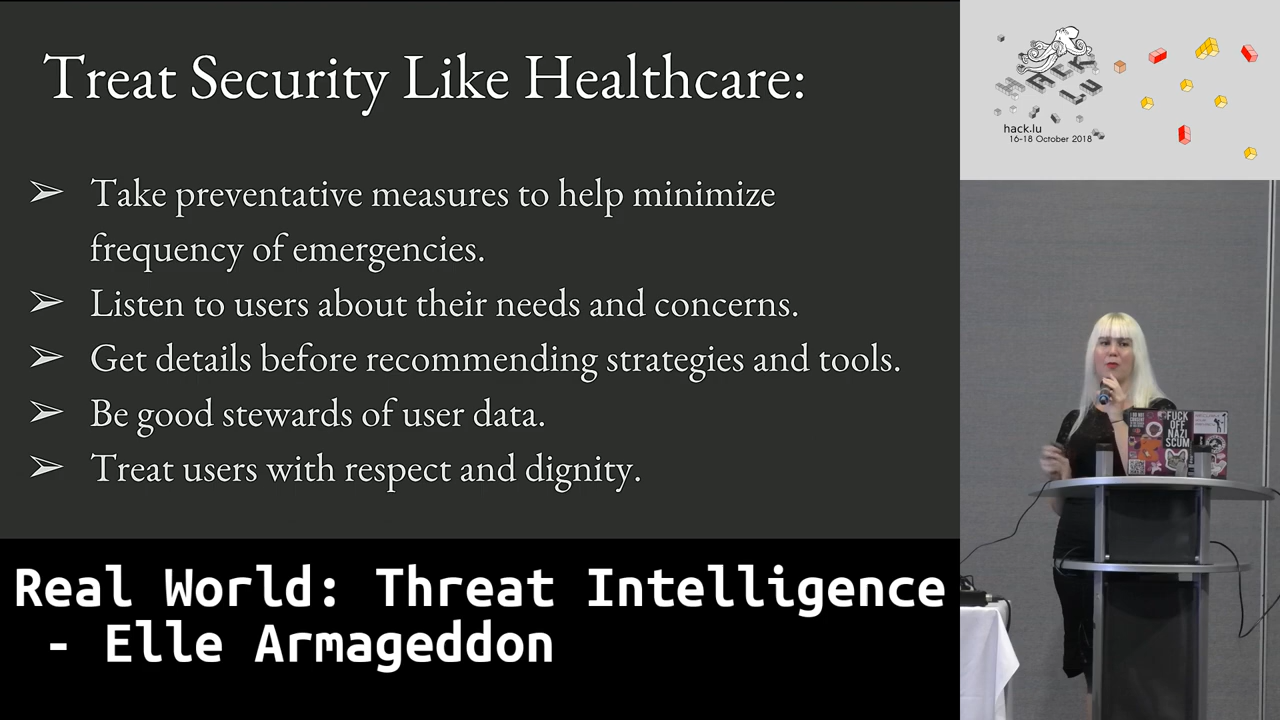 Treat Security Like Healthcare:
➢ Take preventative measures to help minimize
frequency of emergencies.
➢ Listen to users about their needs and concerns.
➢ Get details before recommending strategies and tools.
➢ Be good stewards of user data.
➢ Treat users with respect and dignity.
Real World: Threat Intelligence
- Elle Armageddon
HACK
LU
hack.lu
16-18 October 2018
FUCK
OFF
NAZI
SCUM